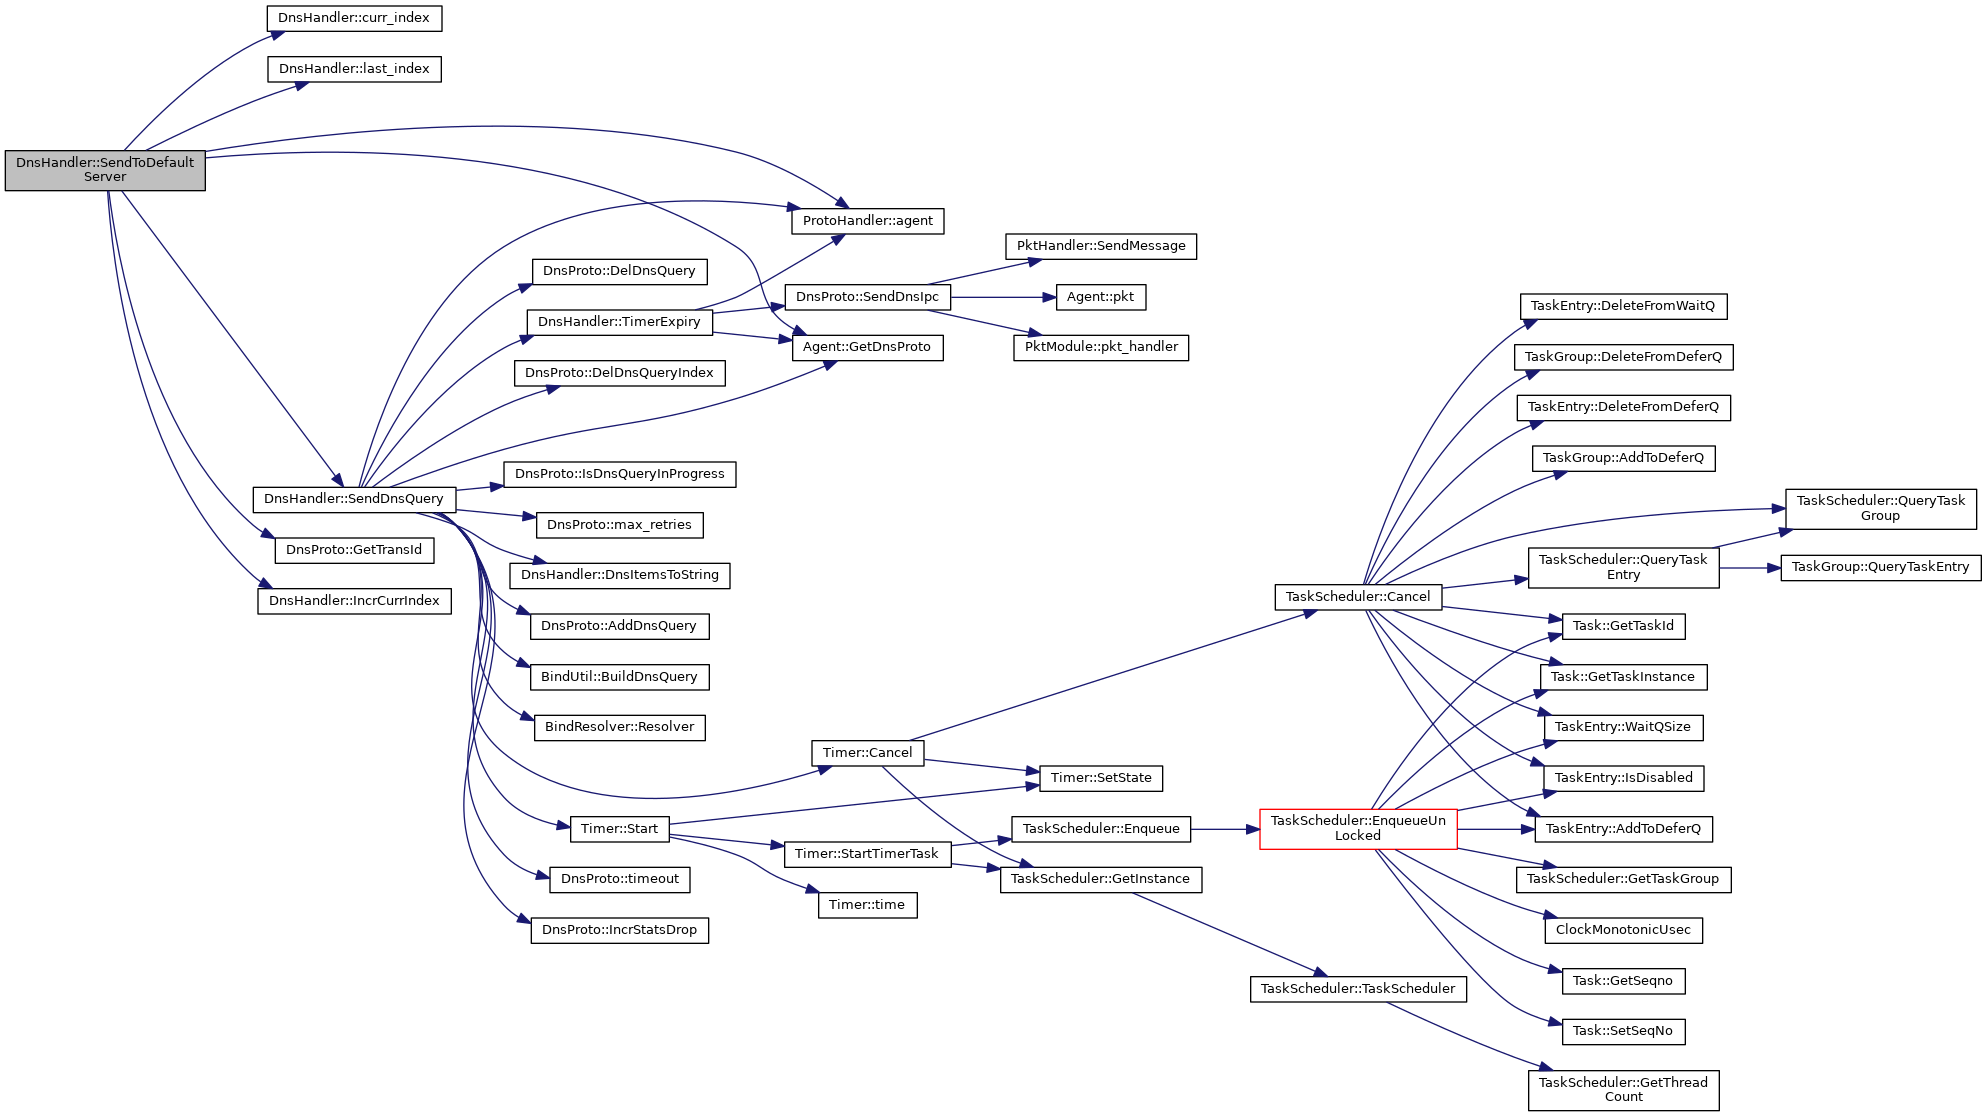 DnsHandler::SendToDefault
Server
DnsHandler::curr_index
DnsHandler::last_index
ProtoHandler::agent
DnsProto::DelDnsQuery
DnsHandler::TimerExpiry
DnsProto::SendDnsIpc
Agent::GetDnsProto
PktHandler::SendMessage
Agent::pkt
PktModule::pkt_handler
DnsProto::DelDnsQueryIndex
DnsHandler::SendDnsQuery
DnsProto::IsDnsQueryInProgress
DnsProto::max_retries
DnsProto::GetTransId
DnsHandler::IncrCurrIndex
DnsHandler::DnsItemsToString
DnsProto::AddDnsQuery
BindUtil::BuildDnsQuery
BindResolver::Resolver
Timer::Cancel
Timer::SetState
Timer::Start
Timer::StartTimerTask
Timer::time
DnsProto::timeout
DnsProto::IncrStatsDrop
TaskScheduler::Enqueue
TaskScheduler::GetInstance
TaskScheduler::Cancel
TaskScheduler::EnqueueUn
Locked
TaskScheduler::TaskScheduler
TaskEntry::DeleteFromWaitQ
TaskGroup::DeleteFromDeferQ
TaskEntry::DeleteFromDeferQ
TaskGroup::AddToDeferQ
TaskScheduler::QueryTask
Group
TaskScheduler::QueryTask
Entry
TaskGroup::QueryTaskEntry
Task::GetTaskId
Task::GetTaskInstance
TaskEntry::WaitQSize
TaskEntry::IsDisabled
TaskEntry::AddToDeferQ
TaskScheduler::GetTaskGroup
ClockMonotonicUsec
Task::GetSeqno
Task::SetSeqNo
TaskScheduler::GetThread
Count